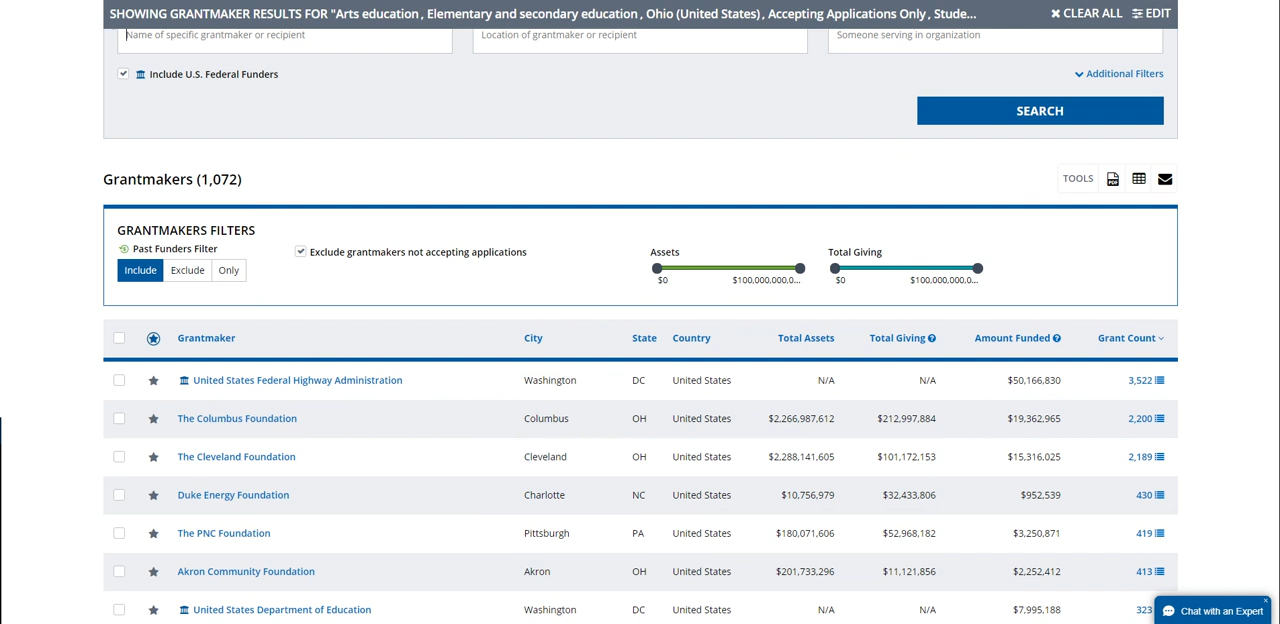 SHOWING GRANTMAKER RESULTS FOR "Arts education , Elementary and secondary education , Ohio (United States) , Accepting Applications Only , Stude... CLEAR ALL EDIT
Name of specific grantmaker or recipient Location of grantmaker or recipient Someone serving in organization
Include U.S. Federal Funders Additional Filters
SEARCH
Grantmakers (1,072) TOOLS PDF
GRANTMAKERS FILTERS
Past Funders Filter Exclude grantmakers not accepting applications Assets Total Giving
Include Exclude Only
$0 $100,000,000,0... $0 $100,000,000,0...
Grantmaker City State Country Total Assets Total Giving Amount Funded Grant Count
United States Federal Highway Administration Washington DC United States N/A N/A $50,166,830 3,522
The Columbus Foundation Columbus OH United States $2,266,987,612 $212,997,884 $19,362,965 2,200
The Cleveland Foundation Cleveland OH United States $2,288,141,605 $101,172,153 $15,316,025 2,189
Duke Energy Foundation Charlotte NC United States $10,756,979 $32,433,806 $952,539 430
The PNC Foundation Pittsburgh PA United States $180,071,606 $52,968,182 $3,250,871 419
Akron Community Foundation Akron OH United States $201,733,296 $11,121,856 $2,252,412 413
United States Department of Education Washington DC United States N/A N/A $7,995,188 323
Chat with an Expert